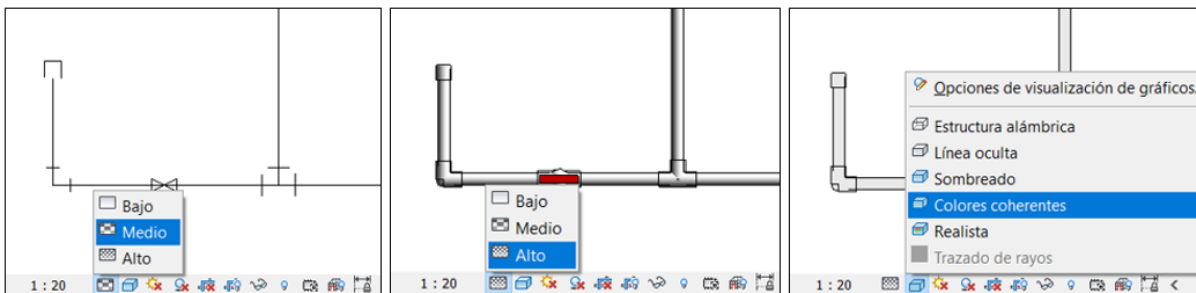 Bajo
Medio
Alto
1 : 20
Bajo
Medio
Alto
1 : 20
Opciones de visualización de gráficos.
Estructura alámbrica
Línea oculta
Sombreado
Colores coherentes
Realista
Trazado de rayos
1 : 20